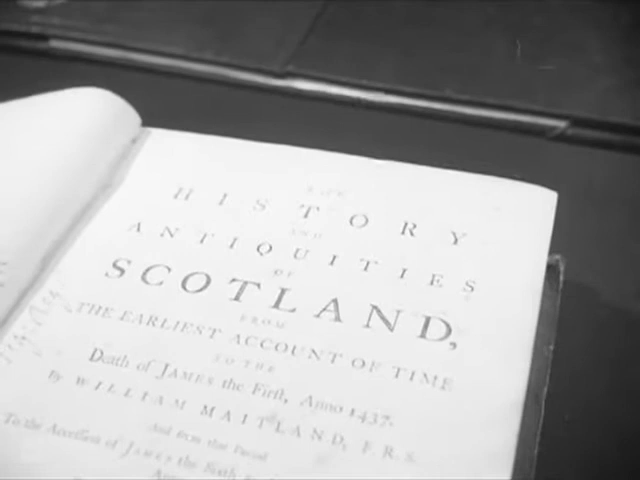 THE
HISTORY
AND
ANTIQUITIES
OF
SCOTLAND,
FROM
THE EARLIEST ACCOUNT OF TIME
TO THE
Death of JAMES the Firſt, Anno 1437.
By WILLIAM MAITLAND, F. R. S.
And from that Period
To the Acceſſion of JAMES the Sixth